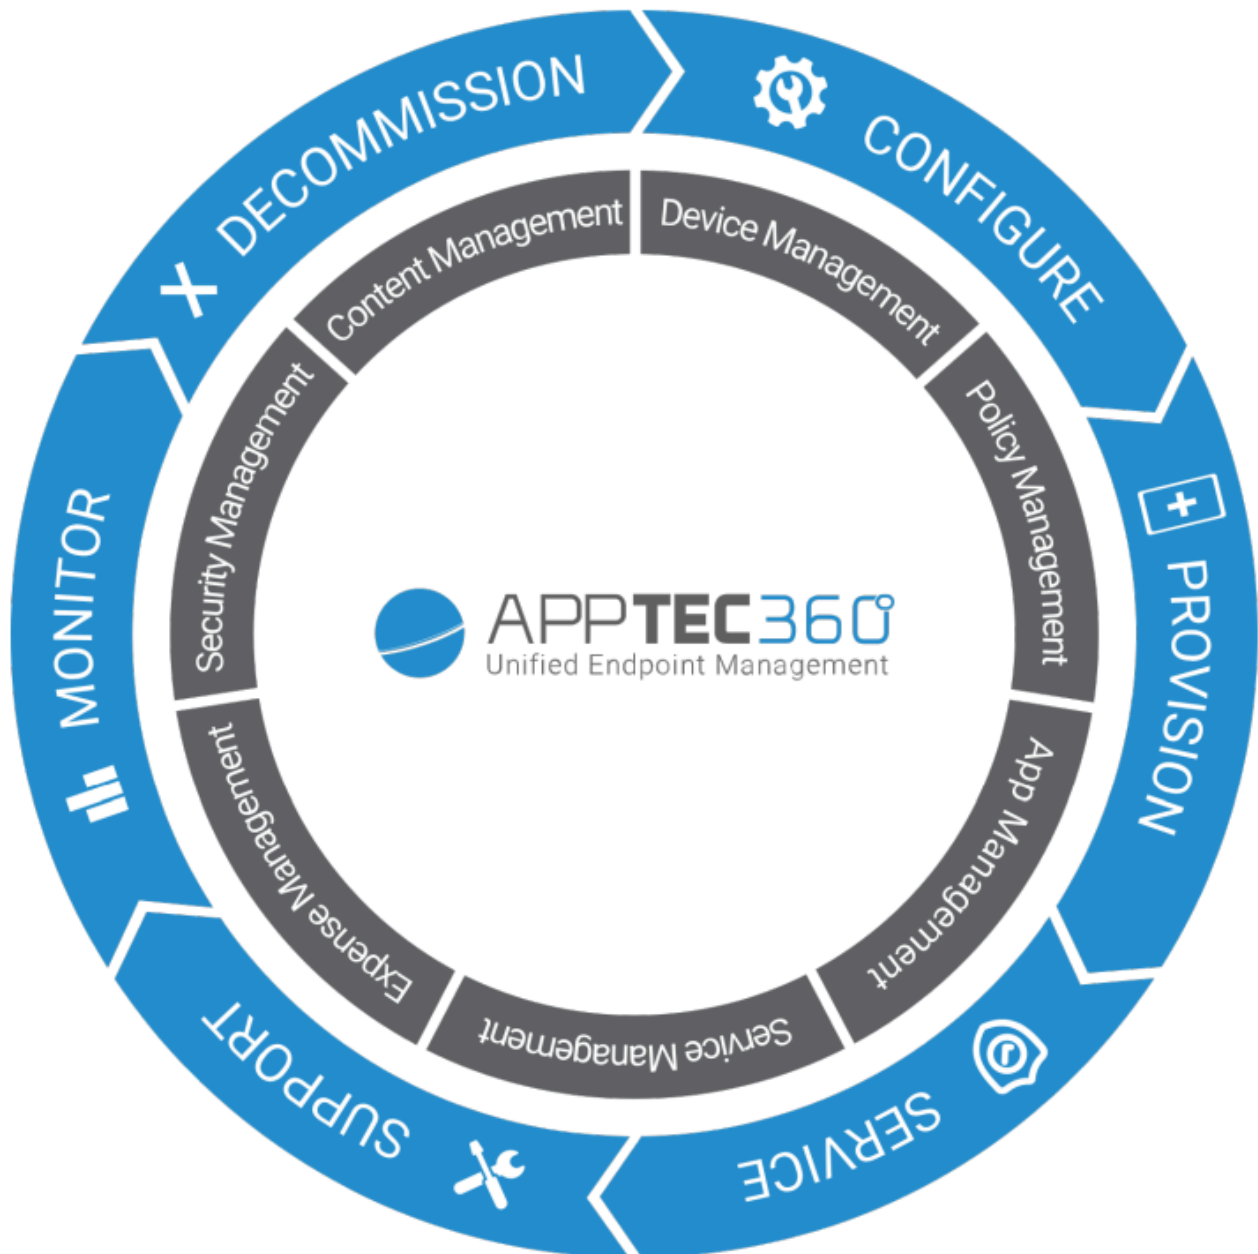 CONFIGURE
PROVISION
SERVICE
SUPPORT
MONITOR
DECOMMISSION
Device Management
Policy Management
App Management
Service Management
Expense Management
Security Management
Content Management
APPTEC360°
Unified Endpoint Management